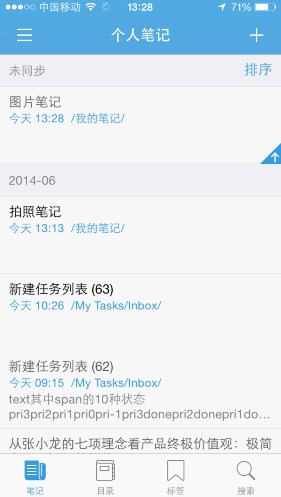 中国移动 13:28 71%
个人笔记
未同步 排序
图片笔记
今天 13:28 /我的笔记/
2014-06
拍照笔记
今天 13:13 /我的笔记/
新建任务列表 (63)
今天 10:26 /My Tasks/Inbox/
新建任务列表 (62)
今天 09:15 /My Tasks/Inbox/
text其中span的10种状态
pri3pri2pri1pri0pri-1pri3donepri2donepri1do...
从张小龙的七项理念看产品终极价值观：极简
笔记 目录 标签 搜索